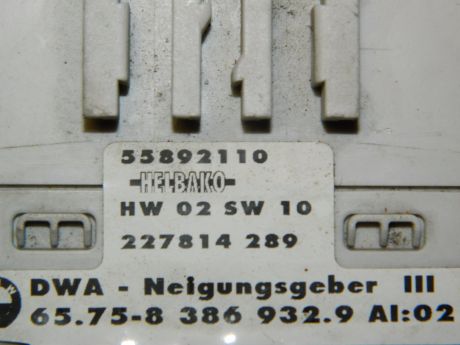 55892110
HELBAKO
HW 02 SW 10
227814 289
DWA - Neigungsgeber III
65.75-8 386 932.9 AI:02